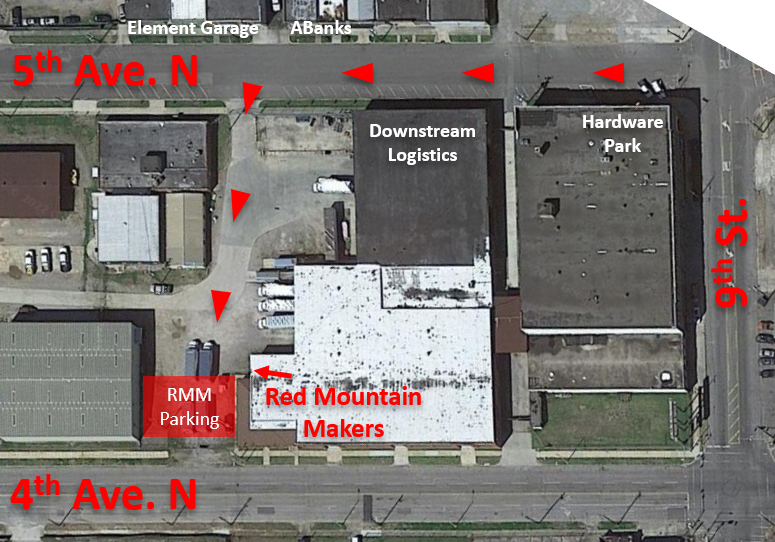 Element Garage
ABanks
5th Ave. N
Downstream
Logistics
Hardware
Park
9th St.
RMM
Parking
Red Mountain
Makers
4th Ave. N